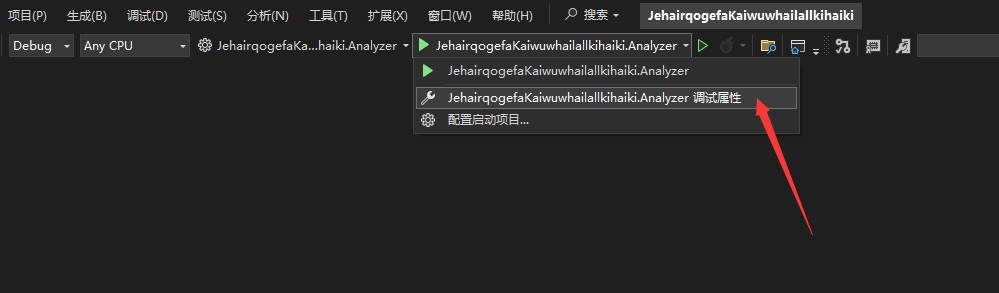 项目(P) 生成(B) 调试(D) 测试(S) 分析(N) 工具(T) 扩展(X) 窗口(W) 帮助(H) 搜索 JehairqogefaKaiwuwhailallkihaiki
Debug Any CPU JehairqogefaKa...haiki.Analyzer JehairqogefaKaiwuwhailallkihaiki.Analyzer
JehairqogefaKaiwuwhailallkihaiki.Analyzer
JehairqogefaKaiwuwhailallkihaiki.Analyzer 调试属性
配置启动项目...